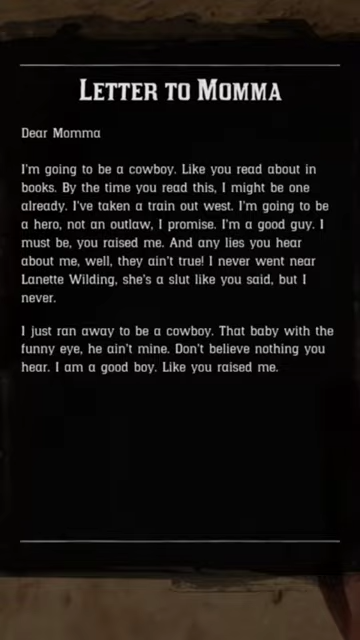 Letter to Momma
Dear Momma
I'm going to be a cowboy. Like you read about in
books. By the time you read this, I might be one
already. I've taken a train out west. I'm going to be
a hero, not an outlaw, I promise. I'm a good guy. I
must be, you raised me. And any lies you hear
about me, well, they ain't true! I never went near
Lanette Wilding, she's a slut like you said, but I
never.
I just ran away to be a cowboy. That baby with the
funny eye, he ain't mine. Don't believe nothing you
hear. I am a good boy. Like you raised me.